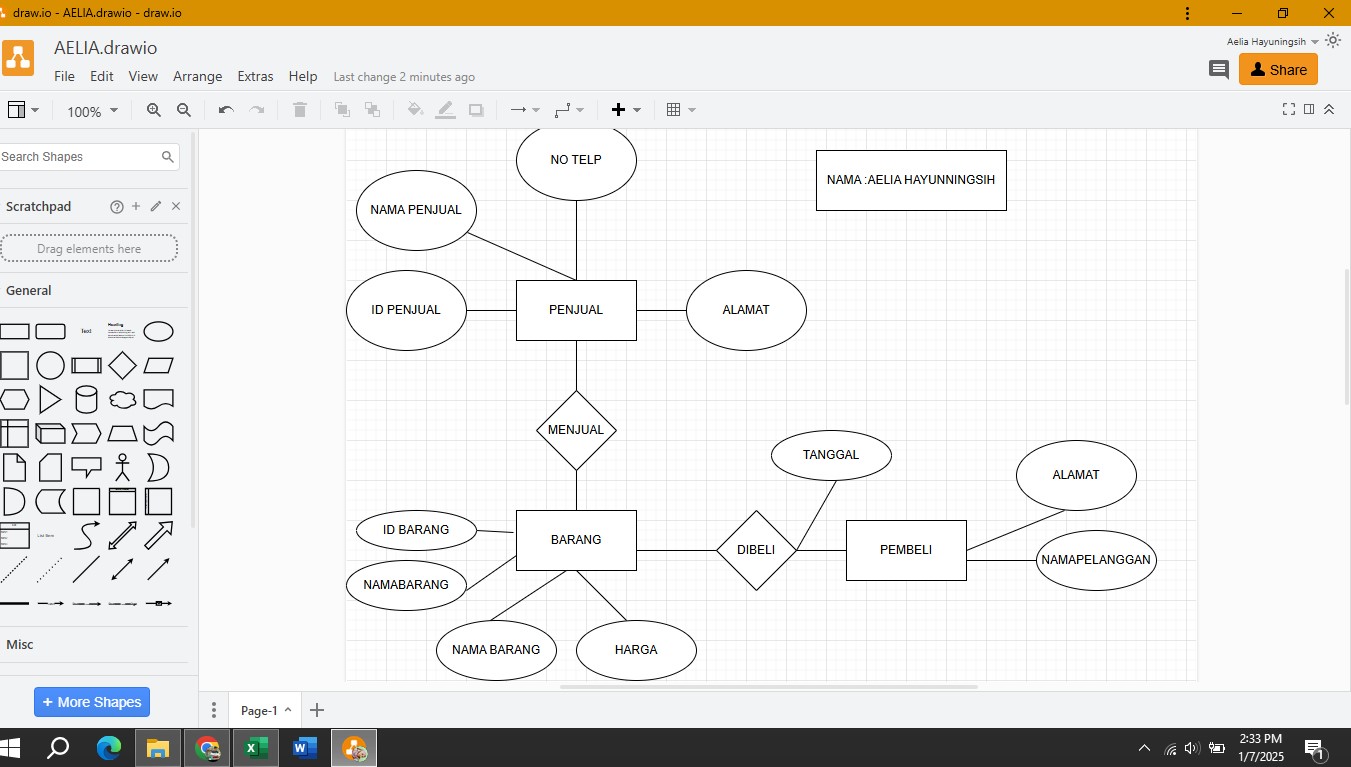 draw.io - AELIA.drawio - draw.io
AELIA.drawio
Aelia Hayuningsih
File Edit View Arrange Extras Help Last change 2 minutes ago
Share
100%
Search Shapes
Scratchpad
Drag elements here
General
Text
Heading
List Item
Misc
+ More Shapes
NO TELP
NAMA :AELIA HAYUNNINGSIH
NAMA PENJUAL
ID PENJUAL
PENJUAL
ALAMAT
MENJUAL
TANGGAL
ALAMAT
ID BARANG
BARANG
DIBELI
PEMBELI
NAMAPELANGGAN
NAMABARANG
NAMA BARANG
HARGA
Page-1
2:33 PM
1/7/2025
1